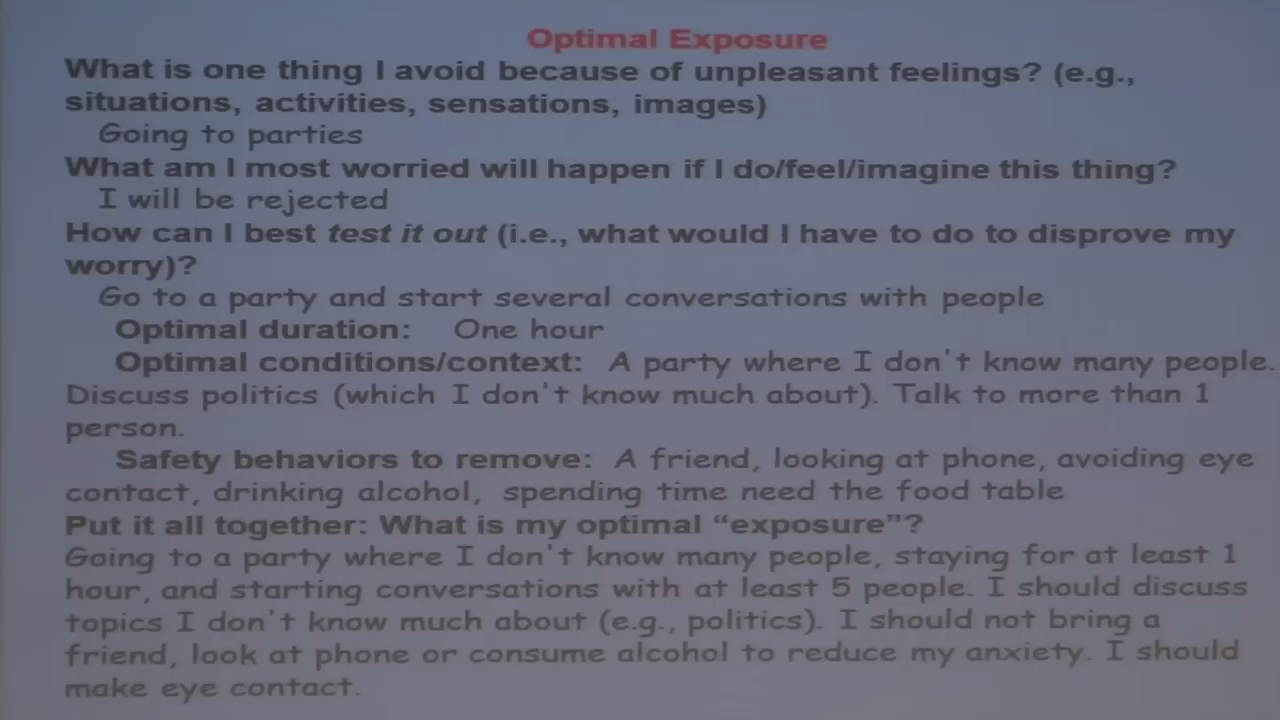 Optimal Exposure
What is one thing I avoid because of unpleasant feelings? (e.g.,
situations, activities, sensations, images)
Going to parties
What am I most worried will happen if I do/feel/imagine this thing?
I will be rejected
How can I best test it out (i.e., what would I have to do to disprove my
worry)?
Go to a party and start several conversations with people
Optimal duration: One hour
Optimal conditions/context: A party where I don't know many people.
Discuss politics (which I don't know much about). Talk to more than 1
person.
Safety behaviors to remove: A friend, looking at phone, avoiding eye
contact, drinking alcohol, spending time need the food table
Put it all together: What is my optimal “exposure”?
Going to a party where I don't know many people, staying for at least 1
hour, and starting conversations with at least 5 people. I should discuss
topics I don't know much about (e.g., politics). I should not bring a
friend, look at phone or consume alcohol to reduce my anxiety. I should
make eye contact.